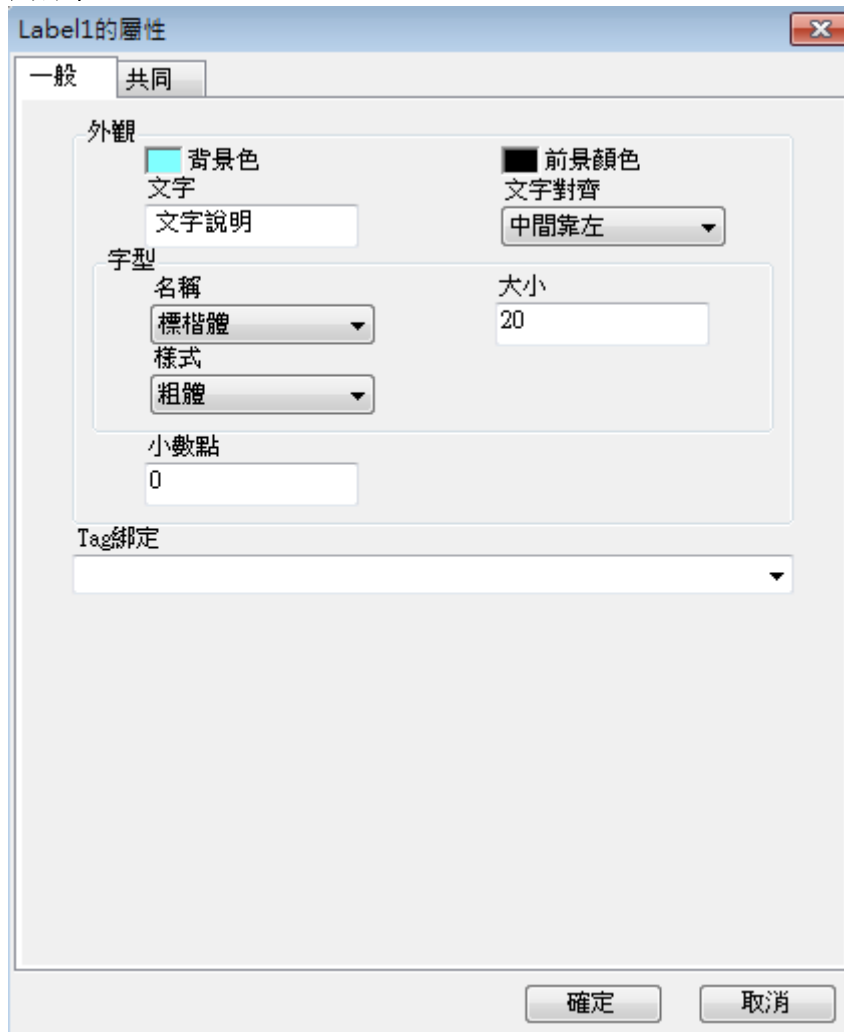 Label1的屬性
一般 共同
外觀
背景色 前景顏色
文字 文字對齊
文字說明 中間靠左
字型
名稱 大小
標楷體 20
樣式
粗體
小數點
0
Tag綁定
確定 取消